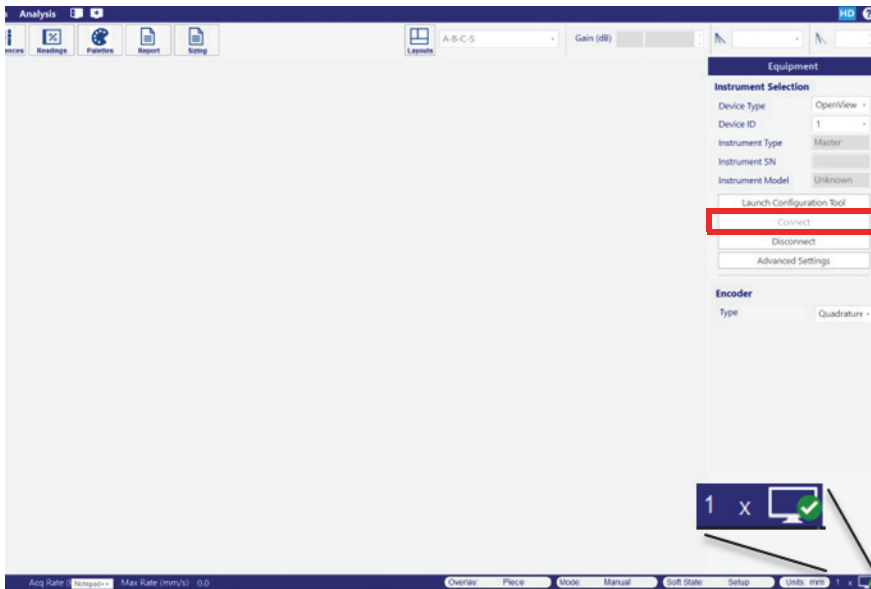 Analysis HD ?
ences Readings Palettes Report Sizing Layouts A-B-C-S Gain (dB)
Equipment
Instrument Selection
Device Type OpenView
Device ID 1
Instrument Type Master
Instrument SN
Instrument Model Unknown
Launch Configuration Tool
Connect
Disconnect
Advanced Settings
Encoder
Type Quadrature
1 x
Acq Rate ( Notepad++ Max Rate (mm/s) 0.0 Overlay: Piece Mode: Manual Soft State: Setup Units: mm 1 x